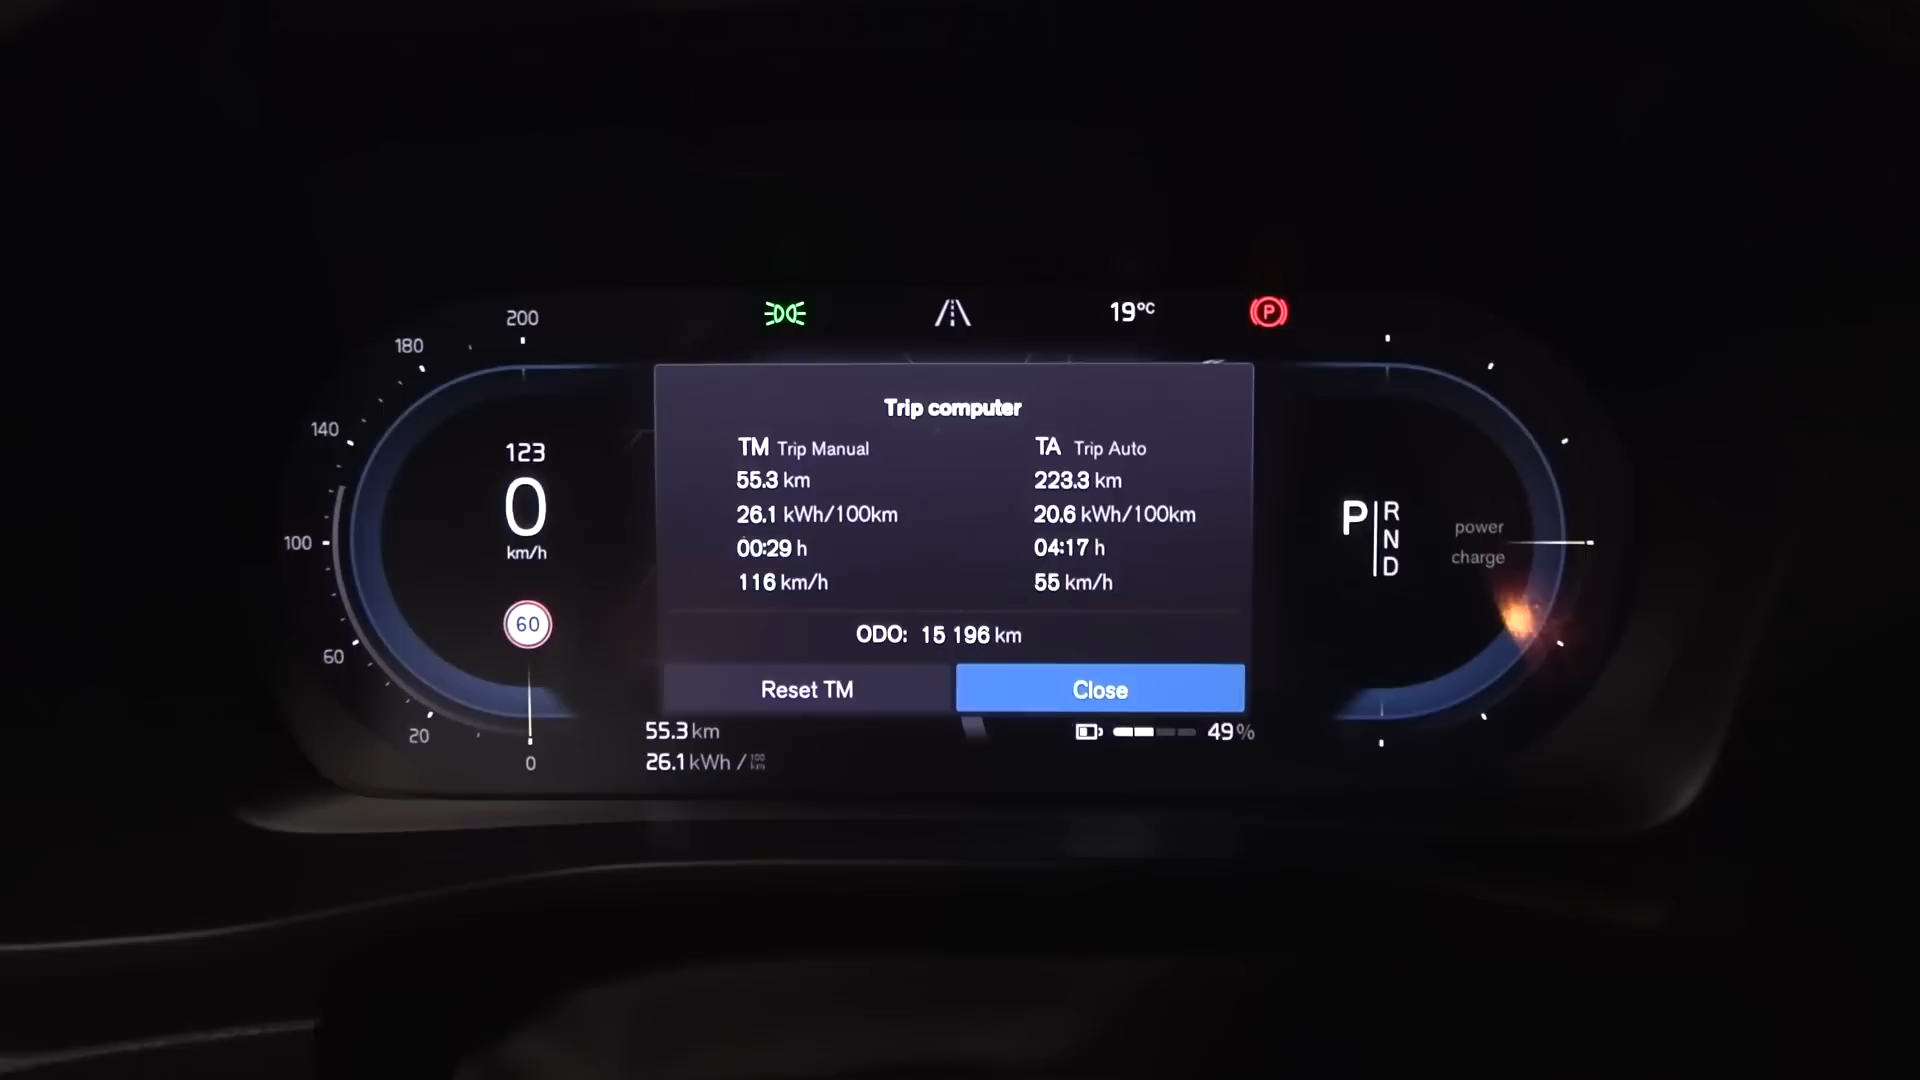 200
180
140
100
60
20
0
123
0
km/h
60
19°C
P
Trip computer
TM Trip Manual
55.3 km
26.1 kWh/100km
00:29 h
116 km/h
TA Trip Auto
223.3 km
20.6 kWh/100km
04:17 h
55 km/h
ODO: 15 196 km
Reset TM
Close
55.3 km
26.1 kWh / 100 km
49 %
P R
N
D
power
charge